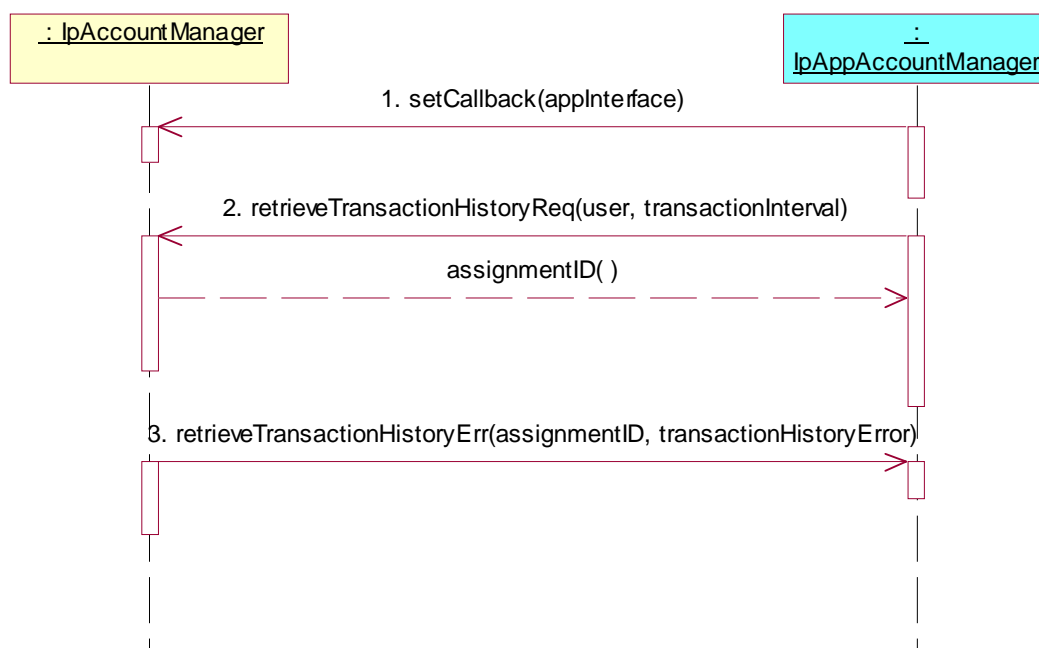 : IpAccountManager
:
IpAppAccountManager
1. setCallback(appInterface)
2. retrieveTransactionHistoryReq(user, transactionInterval)
assignmentID( )
3. retrieveTransactionHistoryErr(assignmentID, transactionHistoryError)